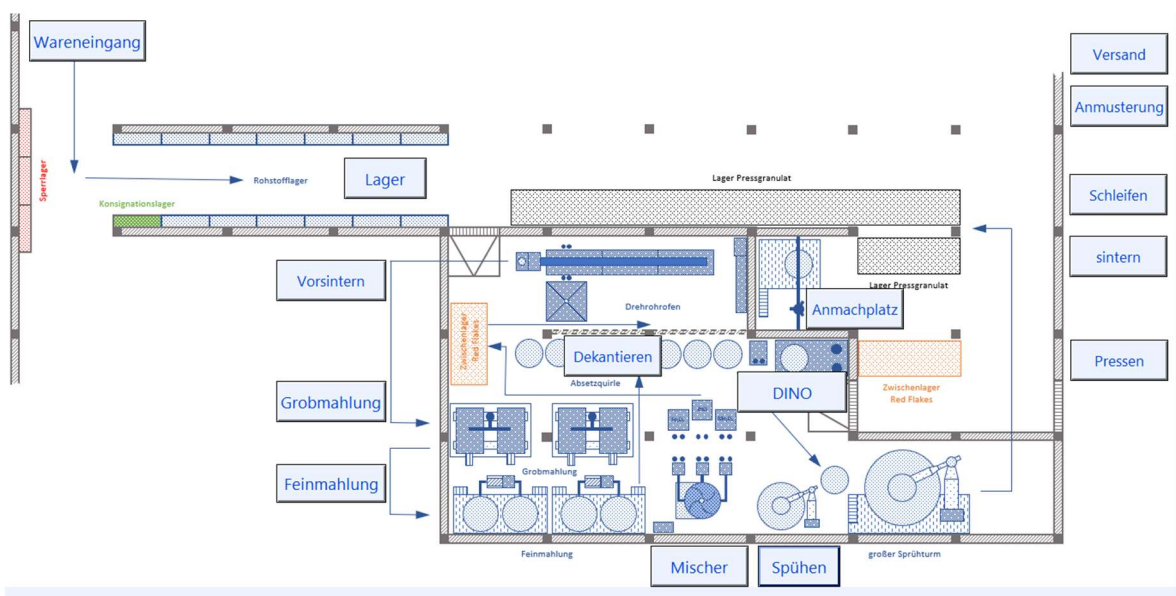 Wareneingang
Versand
Anmusterung
Sperrlager
Rohstofflager
Lager
Lager Pressgranulat
Schleifen
Konsignationslager
sintern
Vorsintern
Lager Pressgranulat
Drehrohrofen
Anmachplatz
Zwischenlager
Red Flakes
Dekantieren
Absetzquirle
Pressen
Zwischenlager
Red Flakes
DINO
Grobmahlung
Grobmahlung
Feinmahlung
Feinmahlung
großer Sprühturm
Mischer
Spühen